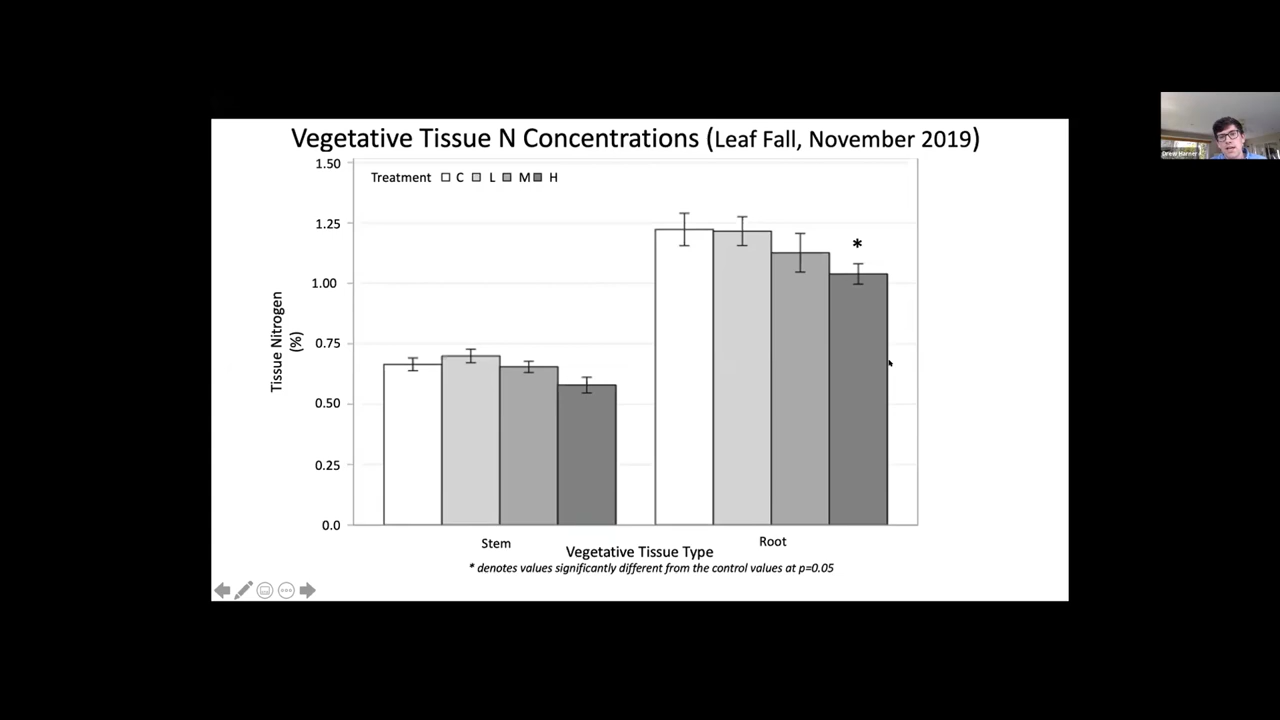 Vegetative Tissue N Concentrations (Leaf Fall, November 2019)
1.50
Treatment C L M H
1.25
*
1.00
Tissue Nitrogen
(%)
0.75
0.50
0.25
0.0
Stem
Root
Vegetative Tissue Type
* denotes values significantly different from the control values at p=0.05